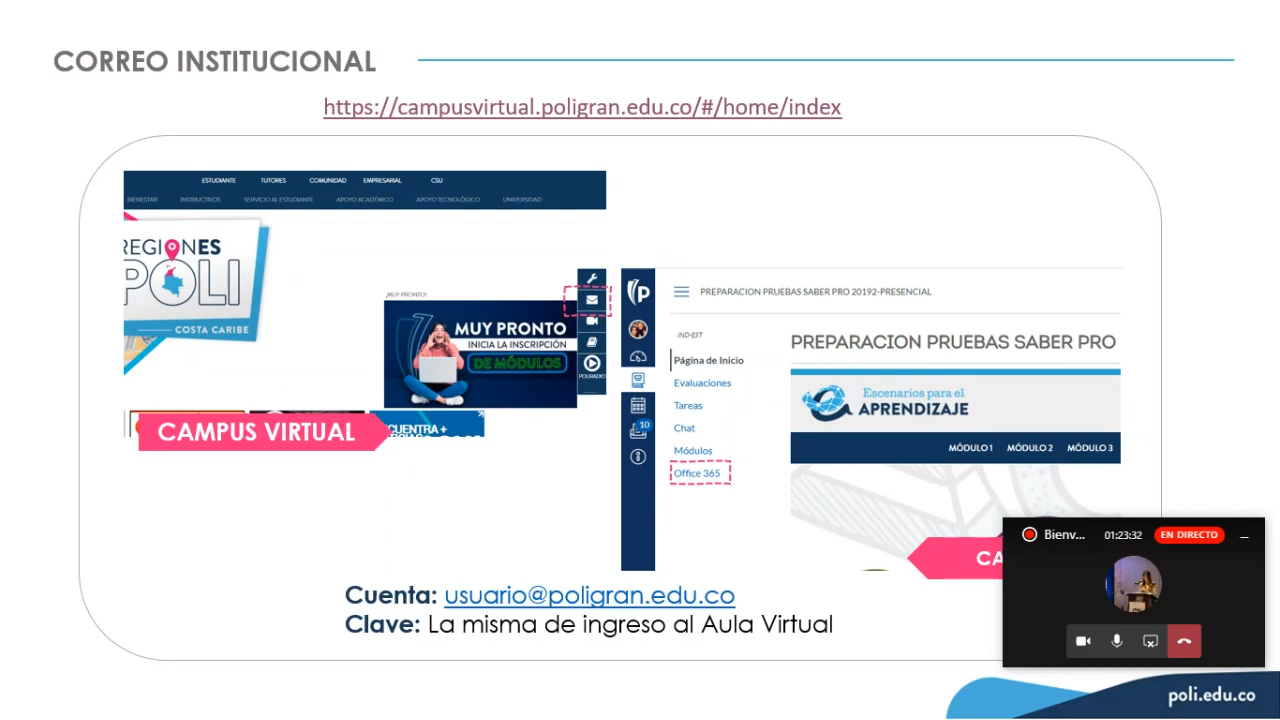 CORREO INSTITUCIONAL
https://campusvirtual.poligran.edu.co/#/home/index
ESTUDIANTE TUTORES COMUNIDAD EMPRESARIAL CSU
BIENESTAR INSTRUCTIVOS SERVICIO AL ESTUDIANTE APOYO ACADÉMICO APOYO TECNOLÓGICO UNIVERSIDAD
REGIONES
POLI
COSTA CARIBE
¡MUY PRONTO!
MUY PRONTO
INICIA LA INSCRIPCIÓN
DE MÓDULOS
POLIRADIO
CUENTRA +
CAMPUS VIRTUAL
P
PREPARACION PRUEBAS SABER PRO 20192-PRESENCIAL
IND-EST
Página de Inicio
Evaluaciones
Tareas
Chat
Módulos
Office 365
10
PREPARACION PRUEBAS SABER PRO
Escenarios para el
APRENDIZAJE
MÓDULO 1 MÓDULO 2 MÓDULO 3
CA
Bienv... 01:23:32 EN DIRECTO
Cuenta: usuario@poligran.edu.co
Clave: La misma de ingreso al Aula Virtual
poli.edu.co